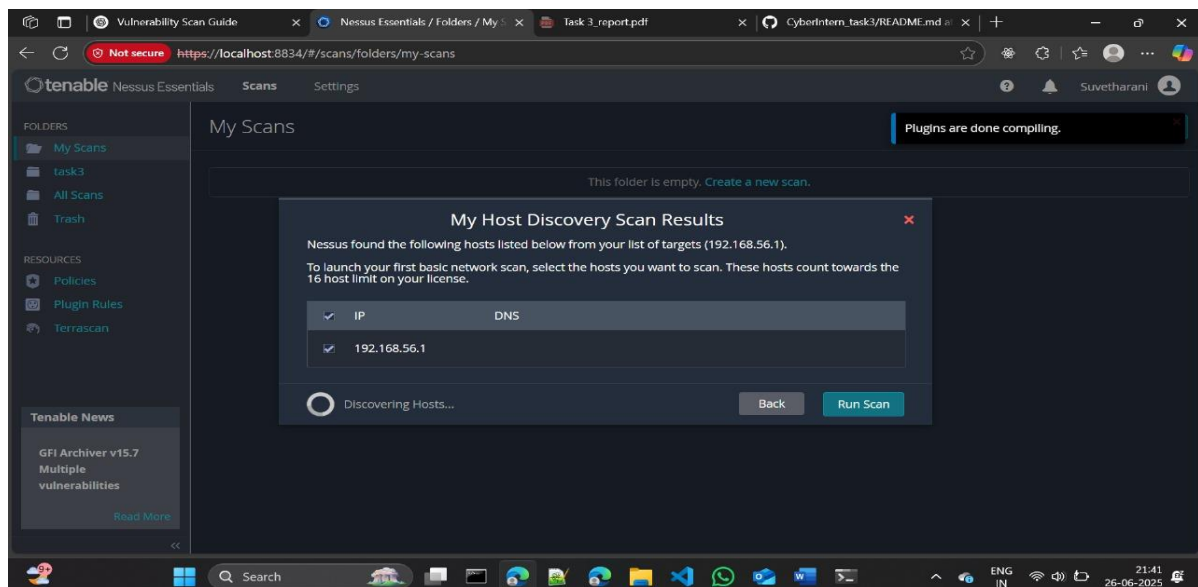 Vulnerability Scan Guide
Nessus Essentials / Folders / My S
Task 3_report.pdf
CyberIntern_task3/README.md a
Not secure https://localhost:8834/#/scans/folders/my-scans
tenable Nessus Essentials
Scans
Settings
Suvetharani
FOLDERS
My Scans
task3
All Scans
Trash
RESOURCES
Policies
Plugin Rules
Terrascan
Tenable News
GFI Archiver v15.7
Multiple
vulnerabilities
Read More
My Scans
Plugins are done compiling.
This folder is empty. Create a new scan.
My Host Discovery Scan Results
Nessus found the following hosts listed below from your list of targets (192.168.56.1).
To launch your first basic network scan, select the hosts you want to scan. These hosts count towards the
16 host limit on your license.
IP DNS
192.168.56.1
Discovering Hosts...
Back
Run Scan
9+
Search
ENG
IN
21:41
26-06-2025